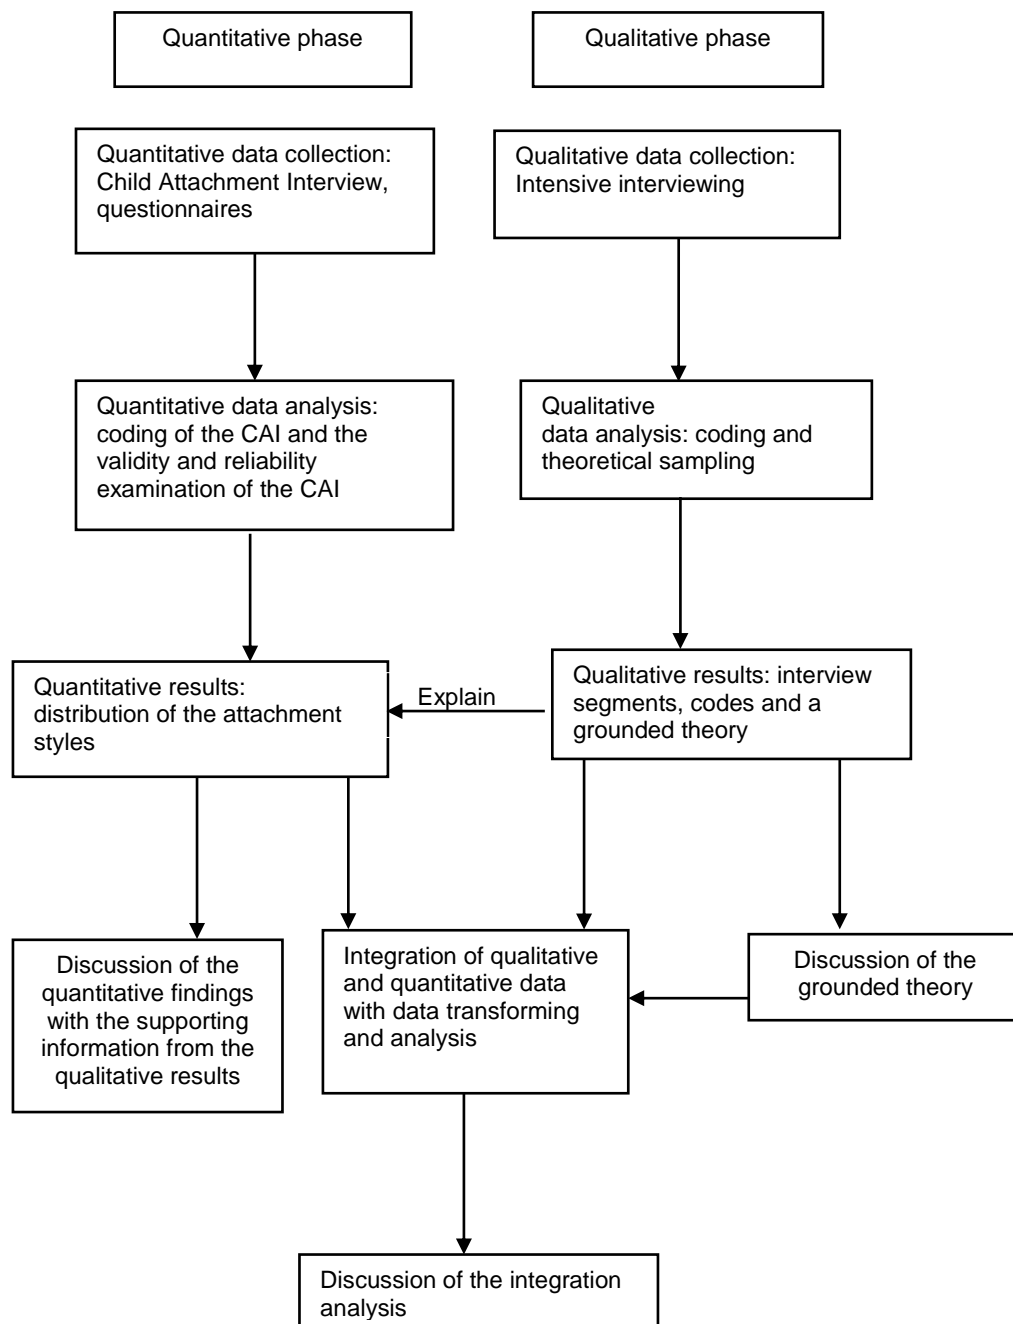 Quantitative phase
Qualitative phase
Quantitative data collection:
Child Attachment Interview,
questionnaires
Qualitative data collection:
Intensive interviewing
Quantitative data analysis:
coding of the CAI and the
validity and reliability
examination of the CAI
Qualitative
data analysis: coding and
theoretical sampling
Quantitative results:
distribution of the attachment
styles
Explain
Qualitative results: interview
segments, codes and a
grounded theory
Discussion of the
quantitative findings
with the supporting
information from the
qualitative results
Integration of qualitative
and quantitative data
with data transforming
and analysis
Discussion of the
grounded theory
Discussion of the integration
analysis